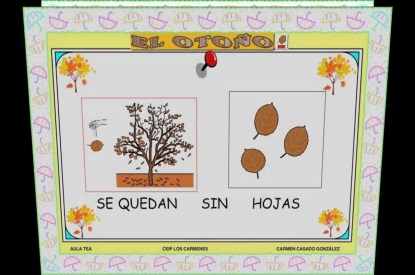 EL OTOÑO
SE QUEDAN SIN HOJAS
AULA TEA CEIP LOS CARMENES CARMEN CASADO GONZÁLEZ